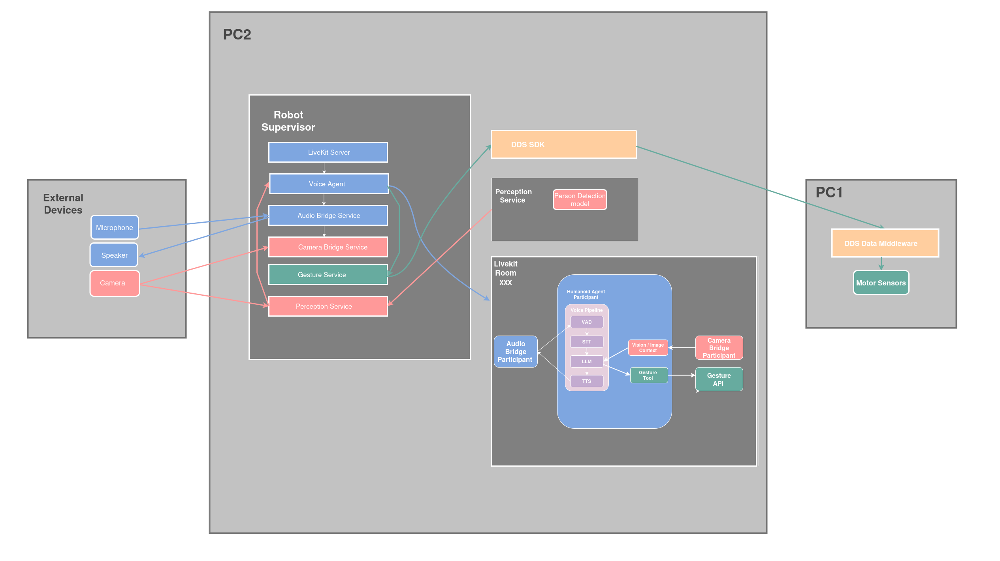 PC2
Robot
Supervisor
LiveKit Server
Voice Agent
Audio Bridge Service
Camera Bridge Service
Gesture Service
Perception Service
External
Devices
Microphone
Speaker
Camera
DDS SDK
Perception
Service
Person Detection
model
Livekit
Room
xxx
Humanoid Agent
Participant
Voice Pipeline
VAD
STT
LLM
TTS
Audio
Bridge
Participant
Vision / Image
Context
Gesture
Tool
Camera
Bridge
Participant
Gesture
API
PC1
DDS Data MIddleware
Motor Sensors